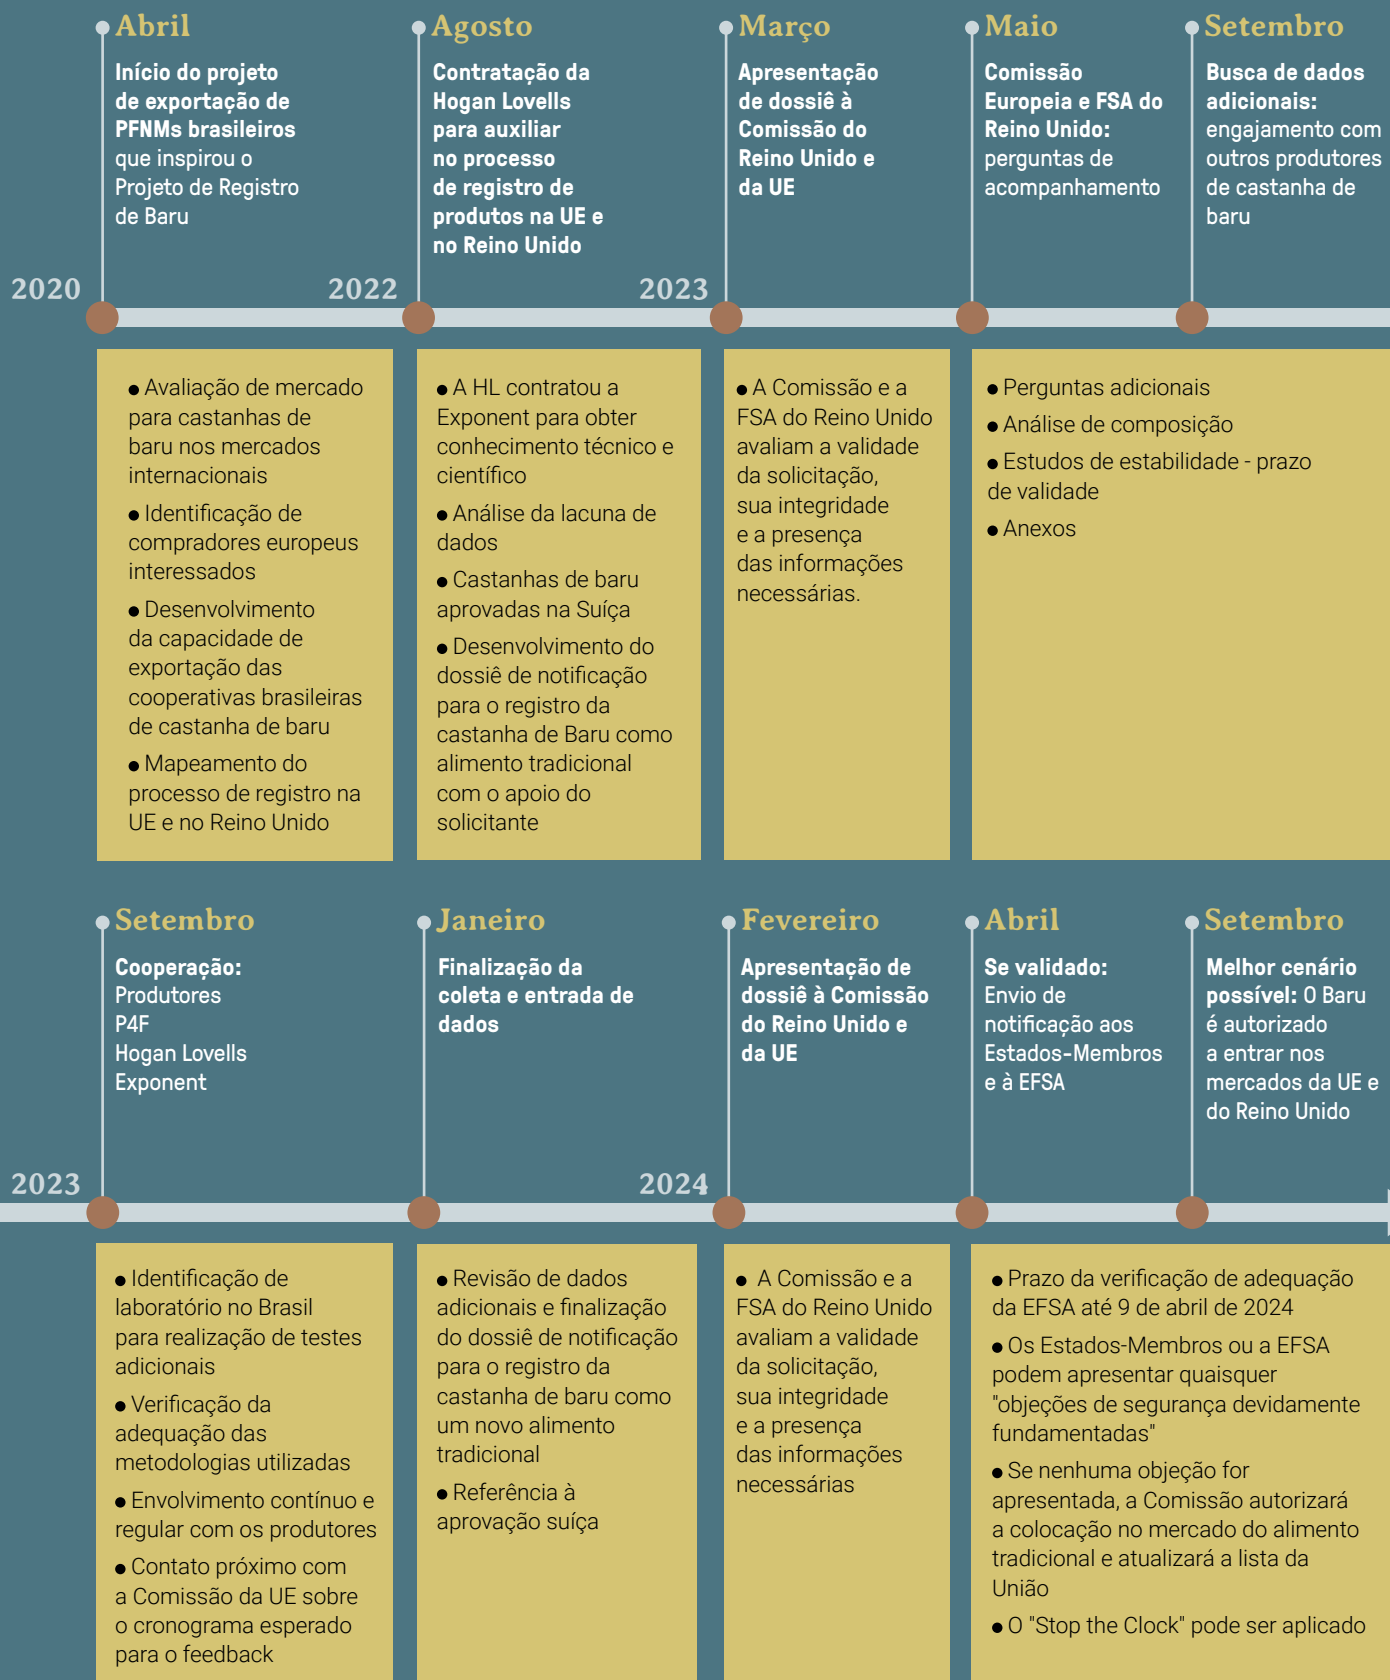 Abril
Início do projeto
de exportação de
PFNMs brasileiros
que inspirou o
Projeto de Registro
de Baru
Agosto
Contratação da
Hogan Lovells
para auxiliar
no processo
de registro de
produtos na UE e
no Reino Unido
Março
Apresentação
de dossiê à
Comissão do
Reino Unido e
da UE
Maio
Comissão
Europeia e FSA do
Reino Unido:
perguntas de
acompanhamento
Setembro
Busca de dados
adicionais:
engajamento com
outros produtores
de castanha de
baru
2020
2022
2023
● Avaliação de mercado
para castanhas de
baru nos mercados
internacionais
● Identificação de
compradores europeus
interessados
● Desenvolvimento
da capacidade de
exportação das
cooperativas brasileiras
de castanha de baru
● Mapeamento do
processo de registro na
UE e no Reino Unido
● A HL contratou a
Exponent para obter
conhecimento técnico e
científico
● Análise da lacuna de
dados
● Castanhas de baru
aprovadas na Suíça
● Desenvolvimento do
dossiê de notificação
para o registro da
castanha de Baru como
alimento tradicional
com o apoio do
solicitante
● A Comissão e a
FSA do Reino Unido
avaliam a validade
da solicitação,
sua integridade
e a presença
das informações
necessárias.
● Perguntas adicionais
● Análise de composição
● Estudos de estabilidade - prazo
de validade
● Anexos
Setembro
Cooperação:
Produtores
P4F
Hogan Lovells
Exponent
Janeiro
Finalização da
coleta e entrada de
dados
Fevereiro
Apresentação de
dossiê à Comissão
do Reino Unido e
da UE
Abril
Se validado:
Envio de
notificação aos
Estados-Membros
e à EFSA
Setembro
Melhor cenário
possível: O Baru
é autorizado
a entrar nos
mercados da UE e
do Reino Unido
2023
2024
● Identificação de
laboratório no Brasil
para realização de testes
adicionais
● Verificação da
adequação das
metodologias utilizadas
● Envolvimento contínuo e
regular com os produtores
● Contato próximo com
a Comissão da UE sobre
o cronograma esperado
para o feedback
● Revisão de dados
adicionais e finalização
do dossiê de notificação
para o registro da
castanha de baru como
um novo alimento
tradicional
● Referência à
aprovação suíça
● A Comissão e a
FSA do Reino Unido
avaliam a validade
da solicitação,
sua integridade
e a presença
das informações
necessárias
● Prazo da verificação de adequação
da EFSA até 9 de abril de 2024
● Os Estados-Membros ou a EFSA
podem apresentar quaisquer
"objeções de segurança devidamente
fundamentadas"
● Se nenhuma objeção for
apresentada, a Comissão autorizará
a colocação no mercado do alimento
tradicional e atualizará a lista da
União
● O "Stop the Clock" pode ser aplicado